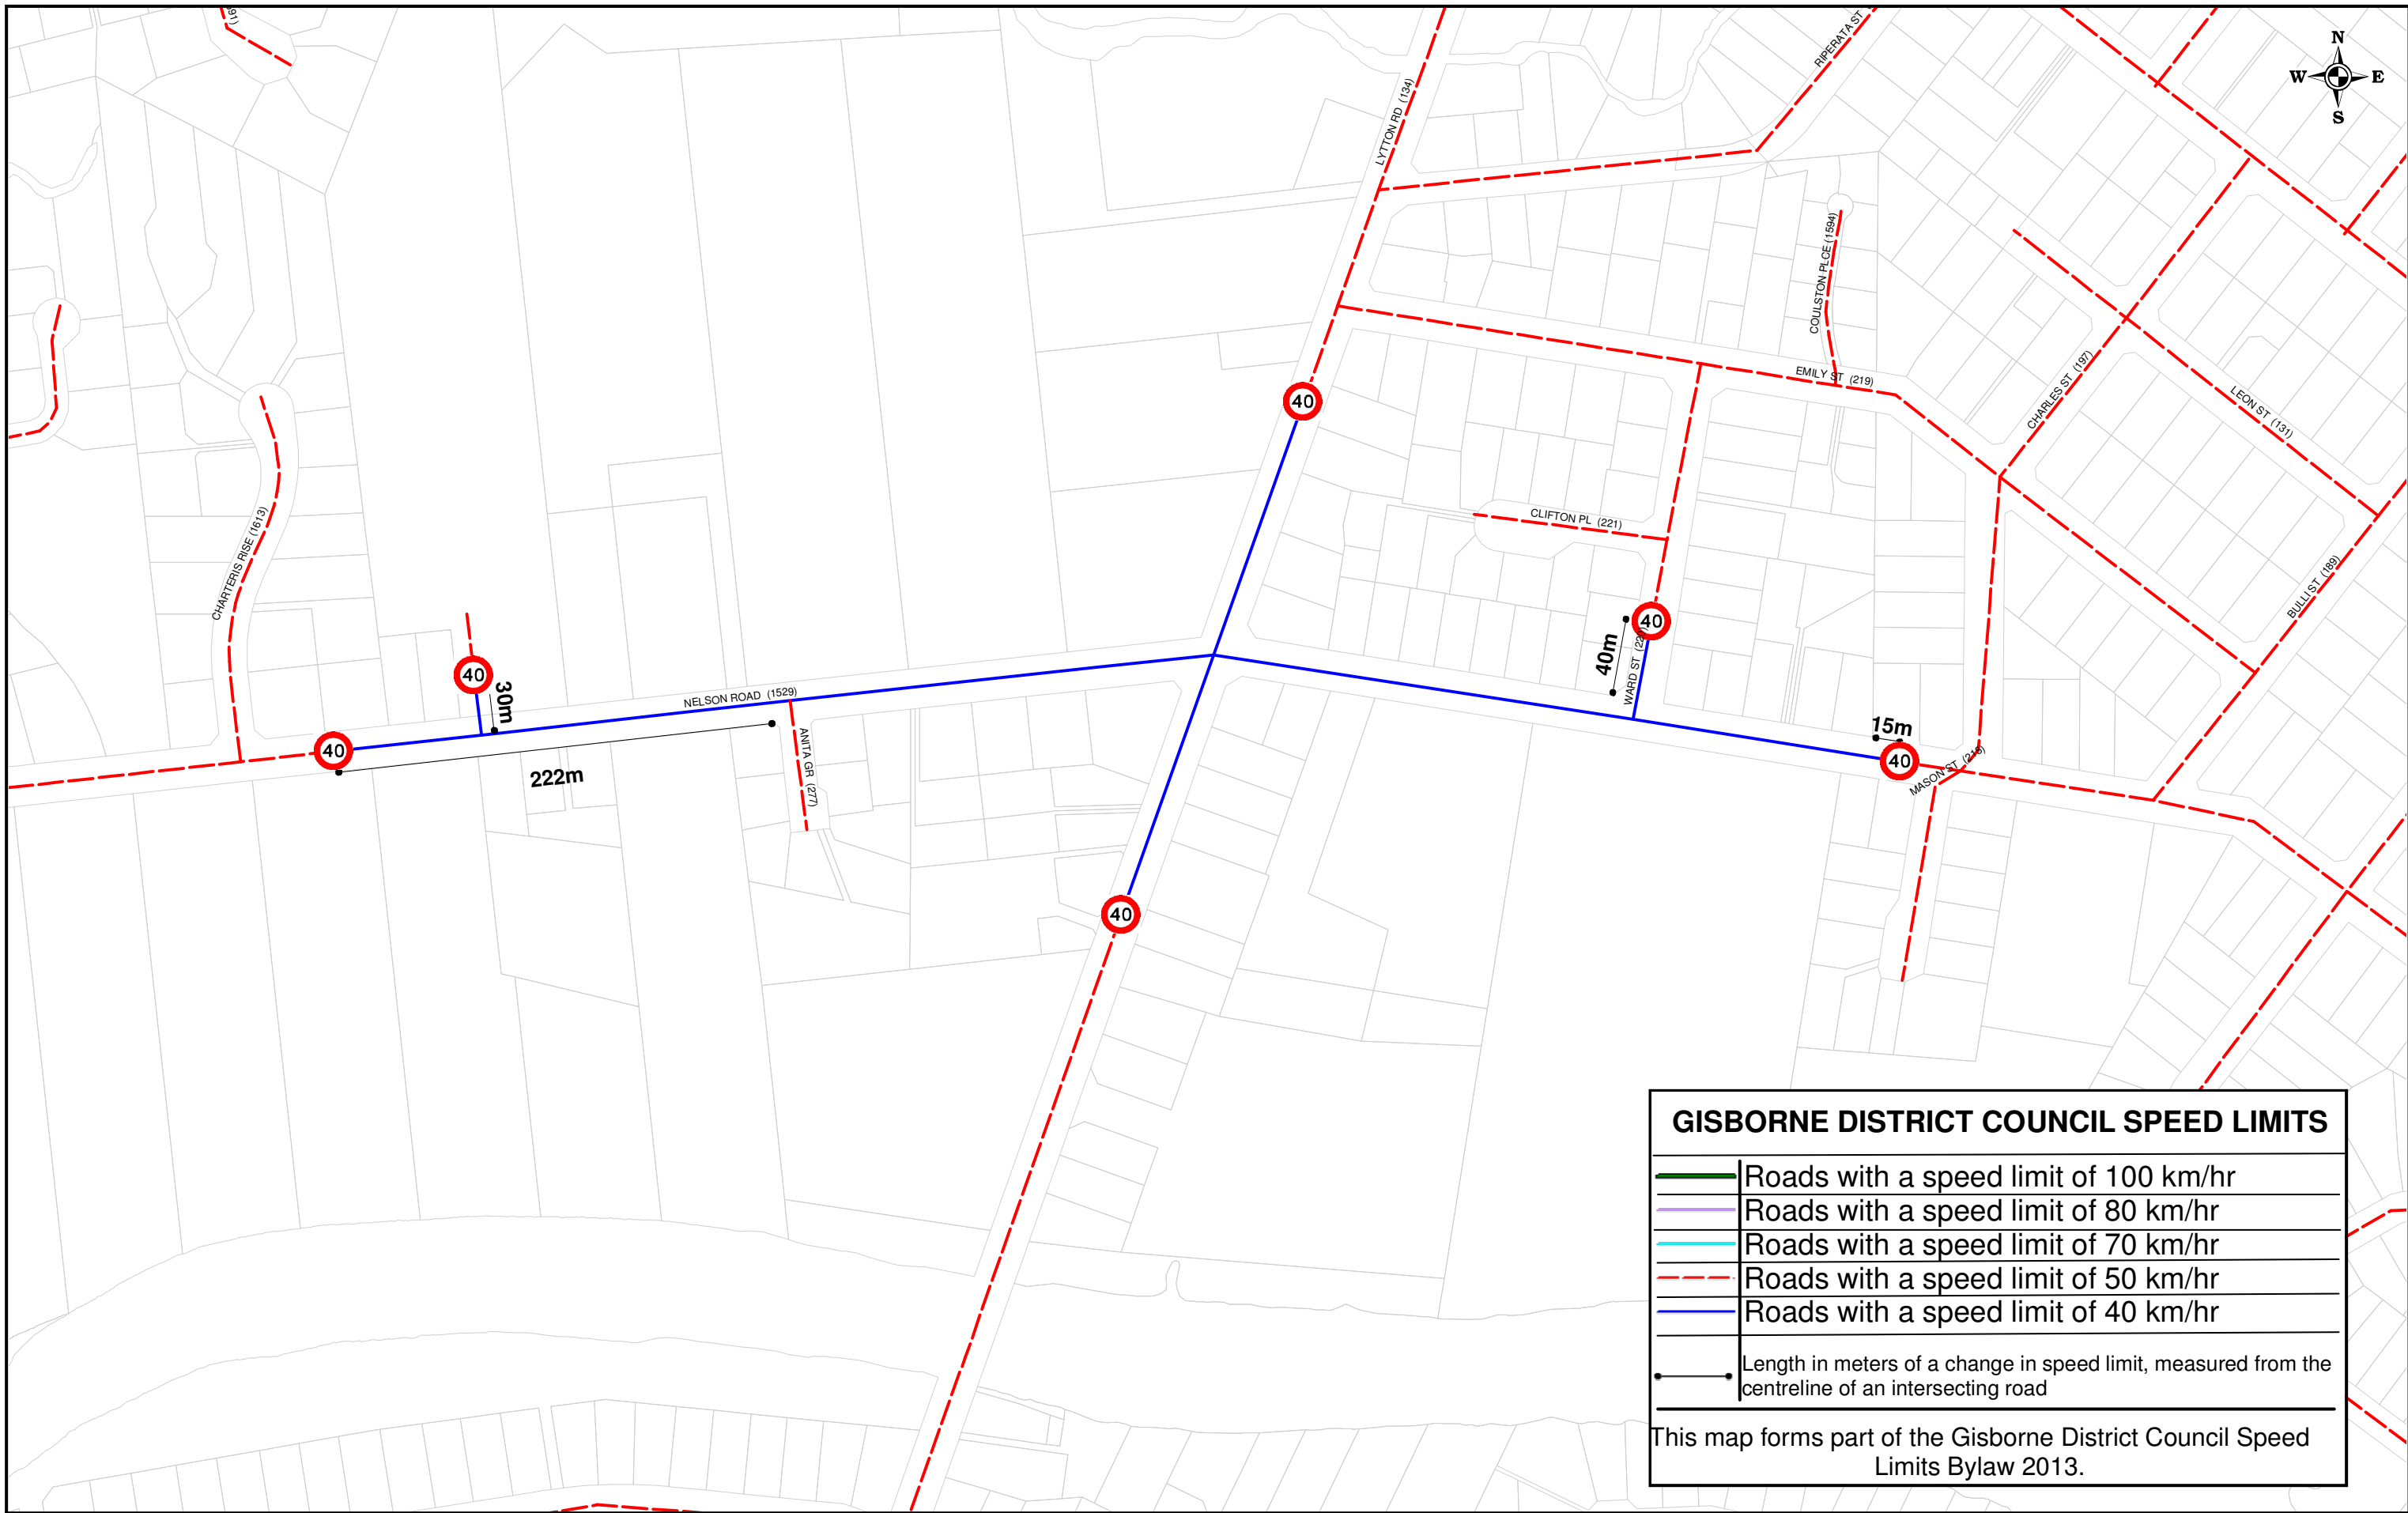 91)
RIPERATA ST
N
W
E
S
LYTTON RD (134)
COULSTON PLCE (1594)
EMILY ST (219)
CHARLES ST (197)
LEON ST (131)
40
CLIFTON PL (221)
CHARTERIS RISE (1613)
BULLI ST (189)
40
40m
WARD ST
40
30m
NELSON ROAD (1529)
15m
40
ANITA GR (277)
40
MASON ST
222m
40
GISBORNE DISTRICT COUNCIL SPEED LIMITS
Roads with a speed limit of 100 km/hr
Roads with a speed limit of 80 km/hr
Roads with a speed limit of 70 km/hr
Roads with a speed limit of 50 km/hr
Roads with a speed limit of 40 km/hr
Length in meters of a change in speed limit, measured from the
centreline of an intersecting road
This map forms part of the Gisborne District Council Speed
Limits Bylaw 2013.